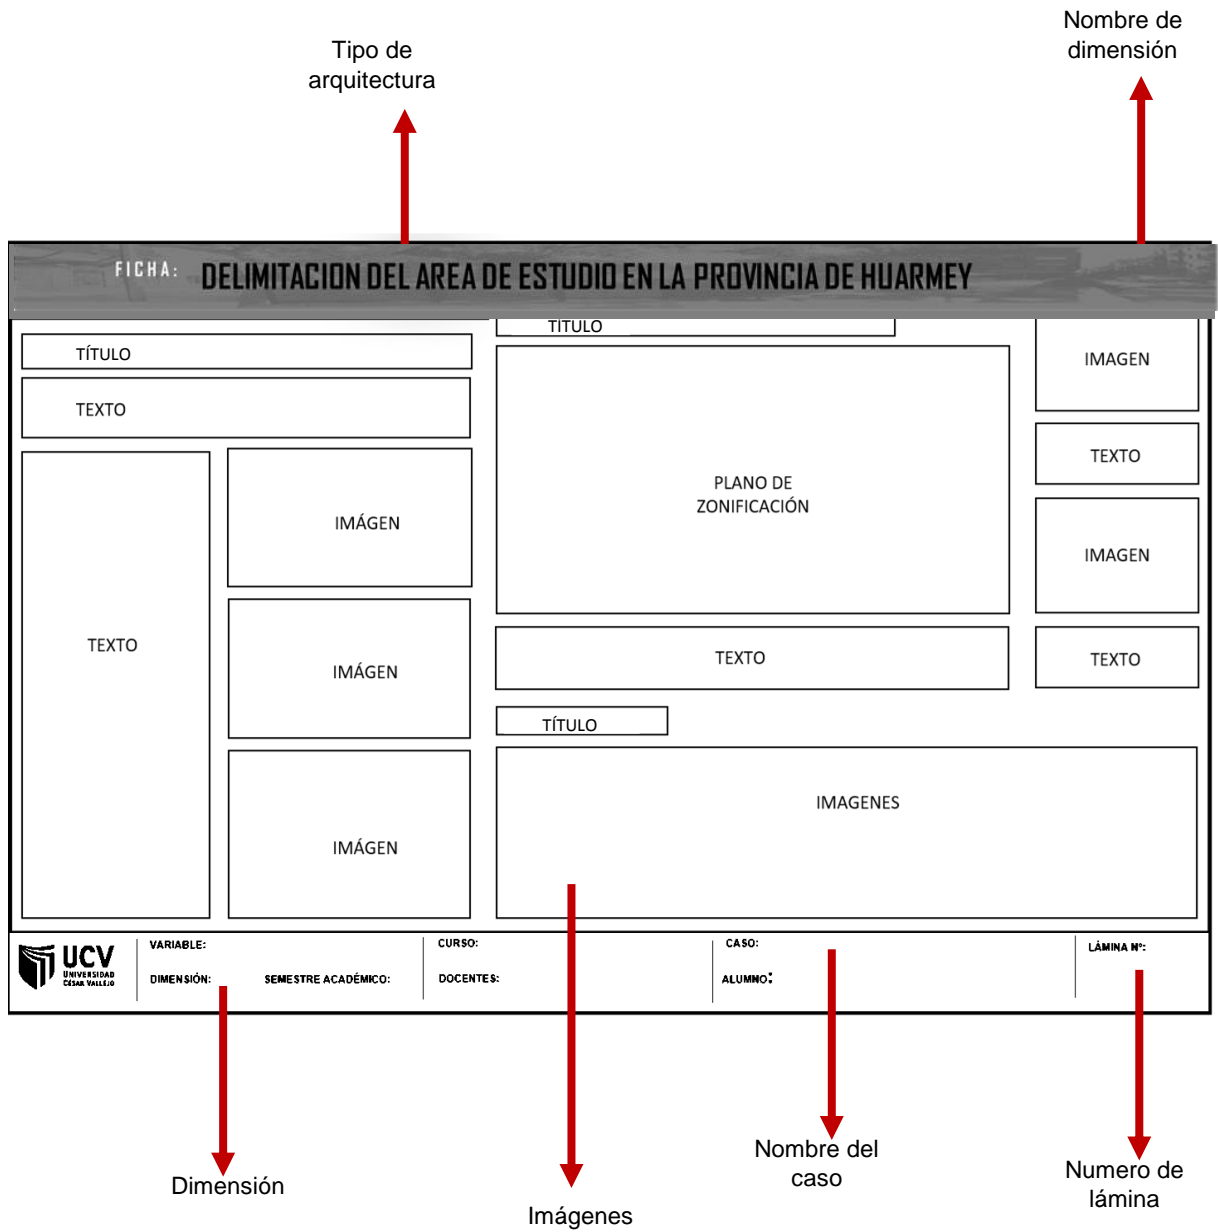 Nombre de
dimensión
Tipo de
arquitectura
FICHA: DELIMITACION DEL AREA DE ESTUDIO EN LA PROVINCIA DE HUARMEY
TÍTULO
TEXTO
TEXTO
IMÁGEN
IMÁGEN
IMÁGEN
TITULO
PLANO DE
ZONIFICACIÓN
TEXTO
TÍTULO
IMAGENES
IMAGEN
TEXTO
IMAGEN
TEXTO
UCV
UNIVERSIDAD
CÉSAR VALLEJO
VARIABLE:
DIMENSIÓN: SEMESTRE ACADÉMICO:
CURSO:
DOCENTES:
CASO:
ALUMNO:
LÁMINA Nº:
Dimensión
Imágenes
Nombre del
caso
Numero de
lámina